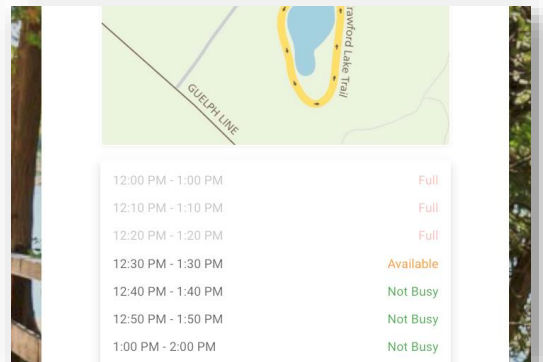 rawford Lake Trail
GUELPH LINE
12:00 PM - 1:00 PM Full
12:10 PM - 1:10 PM Full
12:20 PM - 1:20 PM Full
12:30 PM - 1:30 PM Available
12:40 PM - 1:40 PM Not Busy
12:50 PM - 1:50 PM Not Busy
1:00 PM - 2:00 PM Not Busy